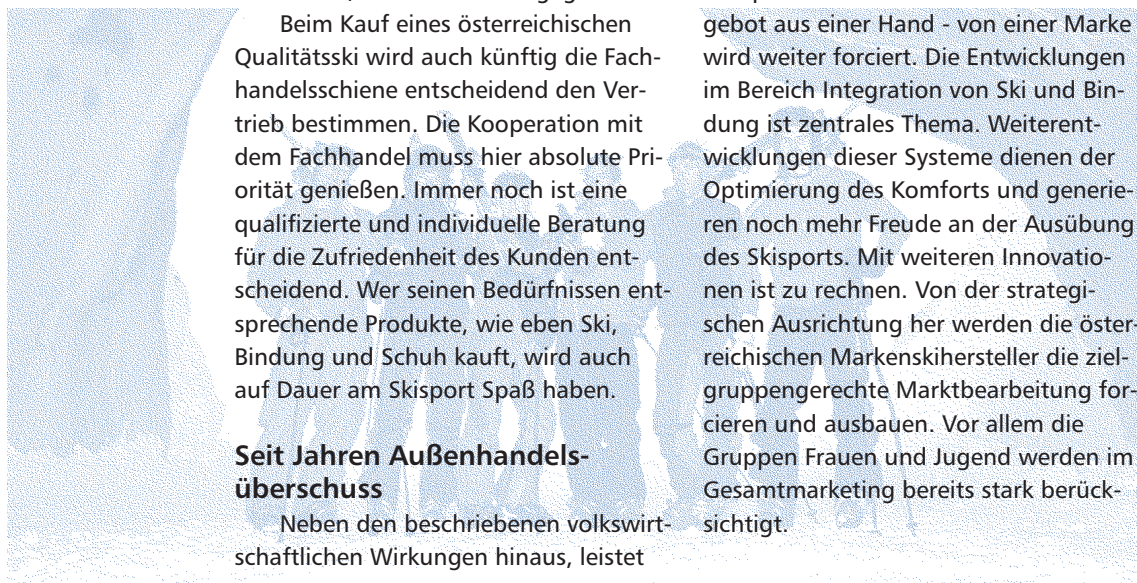 Beim Kauf eines österreichischen
Qualitätsski wird auch künftig die Fach-
handelsschiene entscheidend den Ver-
trieb bestimmen. Die Kooperation mit
dem Fachhandel muss hier absolute Pri-
orität genießen. Immer noch ist eine
qualifizierte und individuelle Beratung
für die Zufriedenheit des Kunden ent-
scheidend. Wer seinen Bedürfnissen ent-
sprechende Produkte, wie eben Ski,
Bindung und Schuh kauft, wird auch
auf Dauer am Skisport Spaß haben.
Seit Jahren Außenhandels-
überschuss
Neben den beschriebenen volkswirt-
schaftlichen Wirkungen hinaus, leistet
gebot aus einer Hand - von einer Marke
wird weiter forciert. Die Entwicklungen
im Bereich Integration von Ski und Bin-
dung ist zentrales Thema. Weiterent-
wicklungen dieser Systeme dienen der
Optimierung des Komforts und generie-
ren noch mehr Freude an der Ausübung
des Skisports. Mit weiteren Innovatio-
nen ist zu rechnen. Von der strategi-
schen Ausrichtung her werden die öster-
reichischen Markenskihersteller die ziel-
gruppengerechte Marktbearbeitung for-
cieren und ausbauen. Vor allem die
Gruppen Frauen und Jugend werden im
Gesamtmarketing bereits stark berück-
sichtigt.